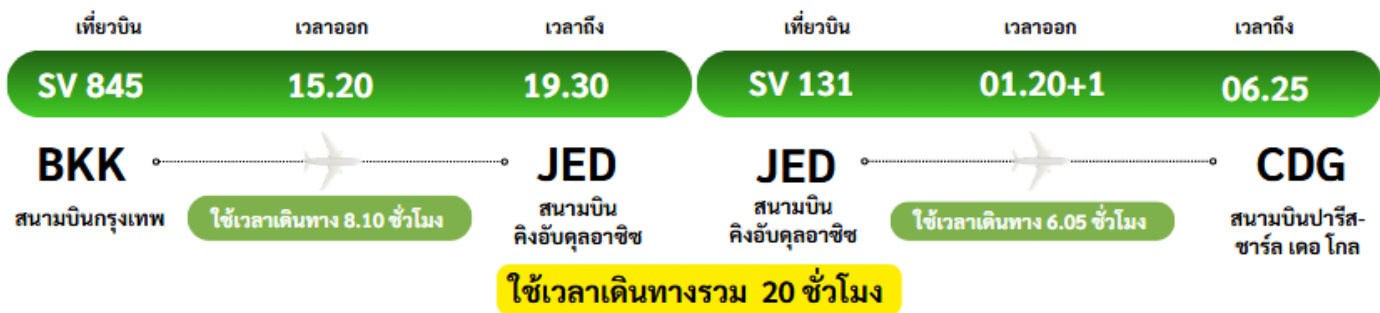 เที่ยวบิน เวลาออก เวลาถึง เที่ยวบิน เวลาออก เวลาถึง
SV 845 15.20 19.30 SV 131 01.20+1 06.25
BKK JED JED CDG
สนามบินกรุงเทพ ใช้เวลาเดินทาง 8.10 ชั่วโมง สนามบิน สนามบิน ใช้เวลาเดินทาง 6.05 ชั่วโมง สนามบินปารีส-
คิงอับดุลอาซิซ คิงอับดุลอาซิซ ชาร์ล เดอ โกล
ใช้เวลาเดินทางรวม 20 ชั่วโมง